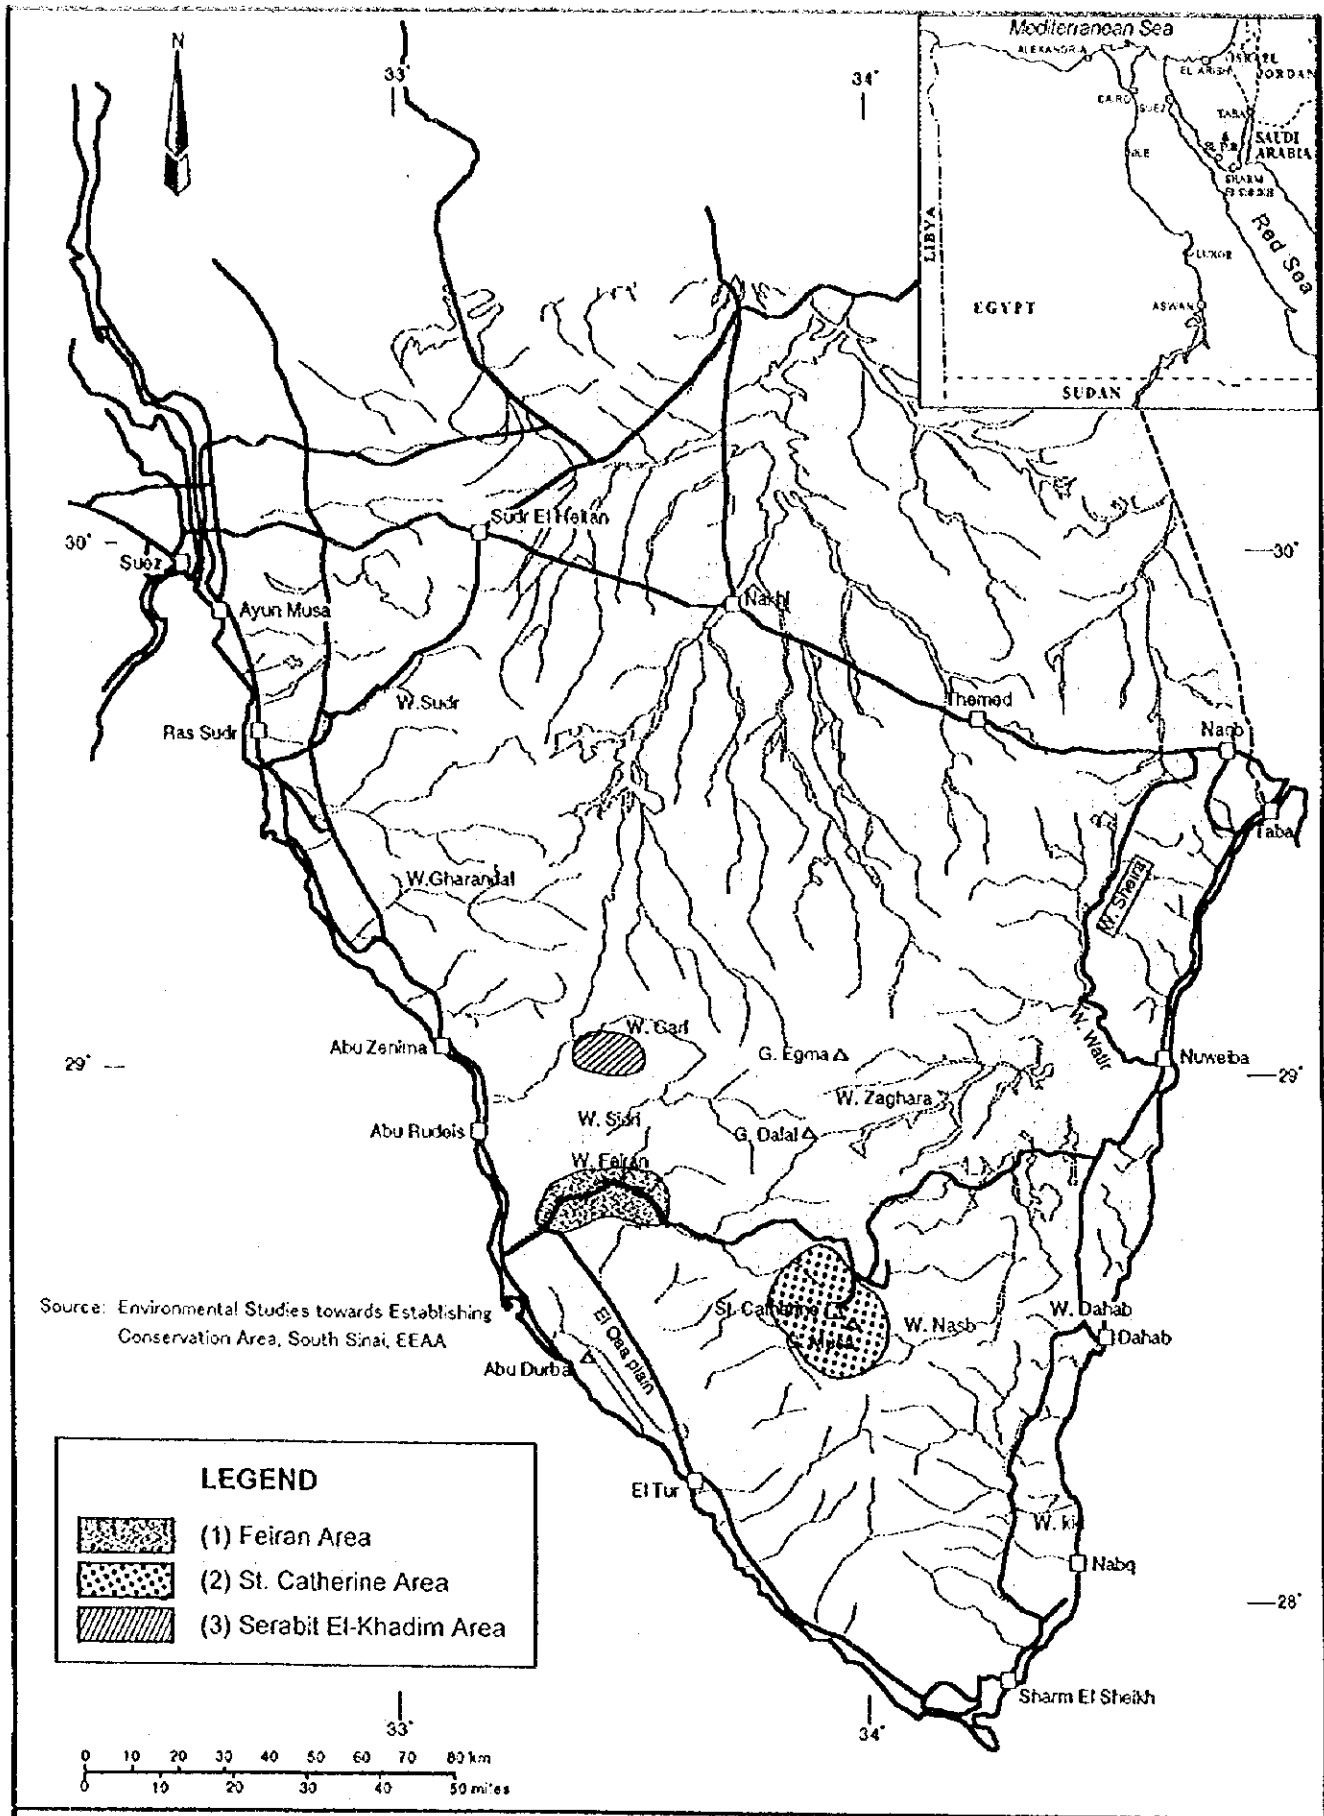 N
33°
34°
Mediterranean Sea
ALEXANDRIA
EL ARISH
ISRAEL
JORDAN
CAIRO
SUEZ
TABA
SAUDI
ARABIA
SHARM
LIBYA
Red Sea
LUXOR
EGYPT
ASWAN
SUDAN
Sudr El Heitan
30°
30°
Suez
Ayun Musa
Nakhl
W. Sudr
Themed
Ras Sudr
Naqb
Taba
W. Gharandal
W. Sheira
W. Garf
Abu Zenima
G. Egma
W. Watir
Nuweiba
29°
29°
W. Zaghara
Abu Rudeis
W. Sidri
G. Dalal
W. Feiran
Source: Environmental Studies towards Establishing
Conservation Area, South Sinai, EEAA
St. Catherine
W. Nasb
W. Dahab
Dahab
G. Musa
El Qaa plain
Abu Durba
El Tur
LEGEND
(1) Feiran Area
(2) St. Catherine Area
(3) Serabit El-Khadim Area
W. kid
Nabq
28°
Sharm El Sheikh
33°
34°
0 10 20 30 40 50 60 70 80 km
0 10 20 30 40 50 miles